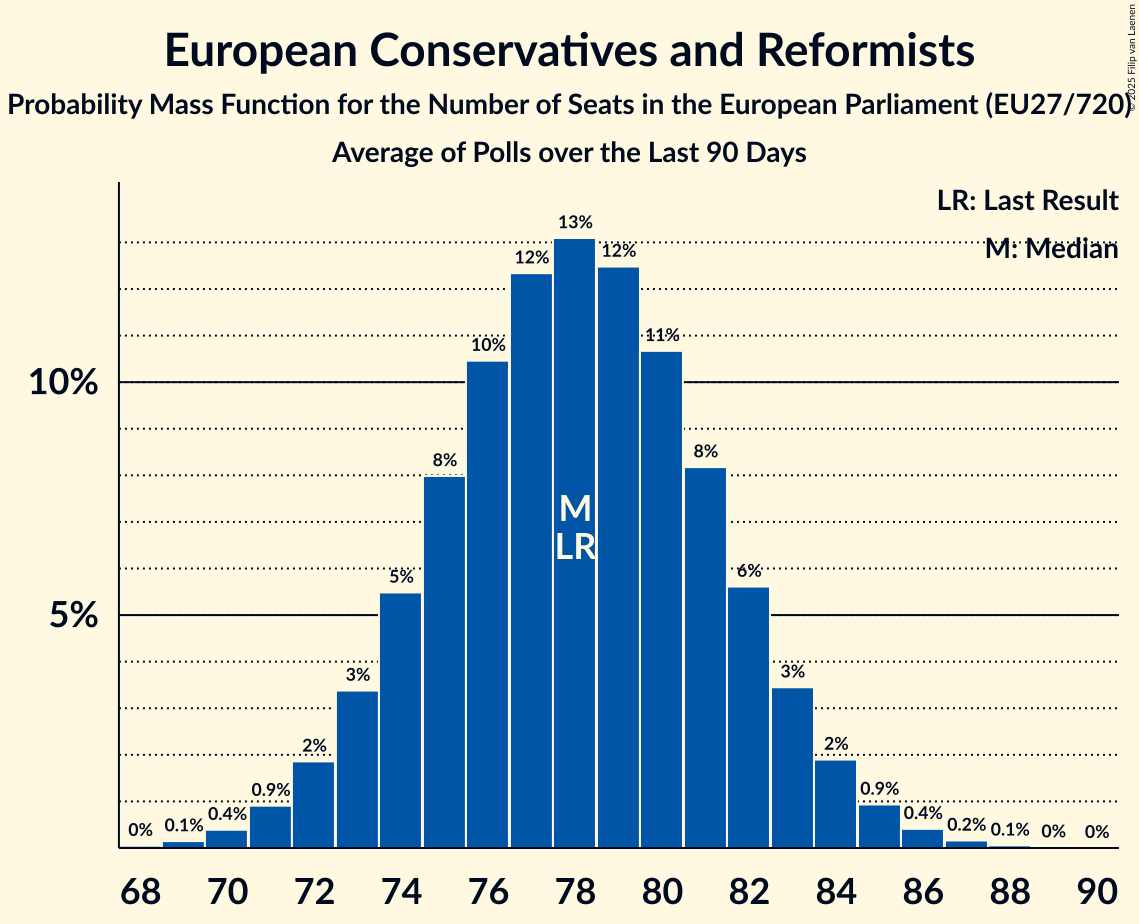 European Conservatives and Reformists
Probability Mass Function for the Number of Seats in the European Parliament (EU27/720)
Average of Polls over the Last 90 Days
© 2025 Filip van Laenen
LR: Last Result
M: Median
10%
5%
0%
0.1%
0.4%
0.9%
2%
3%
5%
8%
10%
12%
13%
12%
11%
8%
6%
3%
2%
0.9%
0.4%
0.2%
0.1%
0%
0%
M
LR
68 70 72 74 76 78 80 82 84 86 88 90